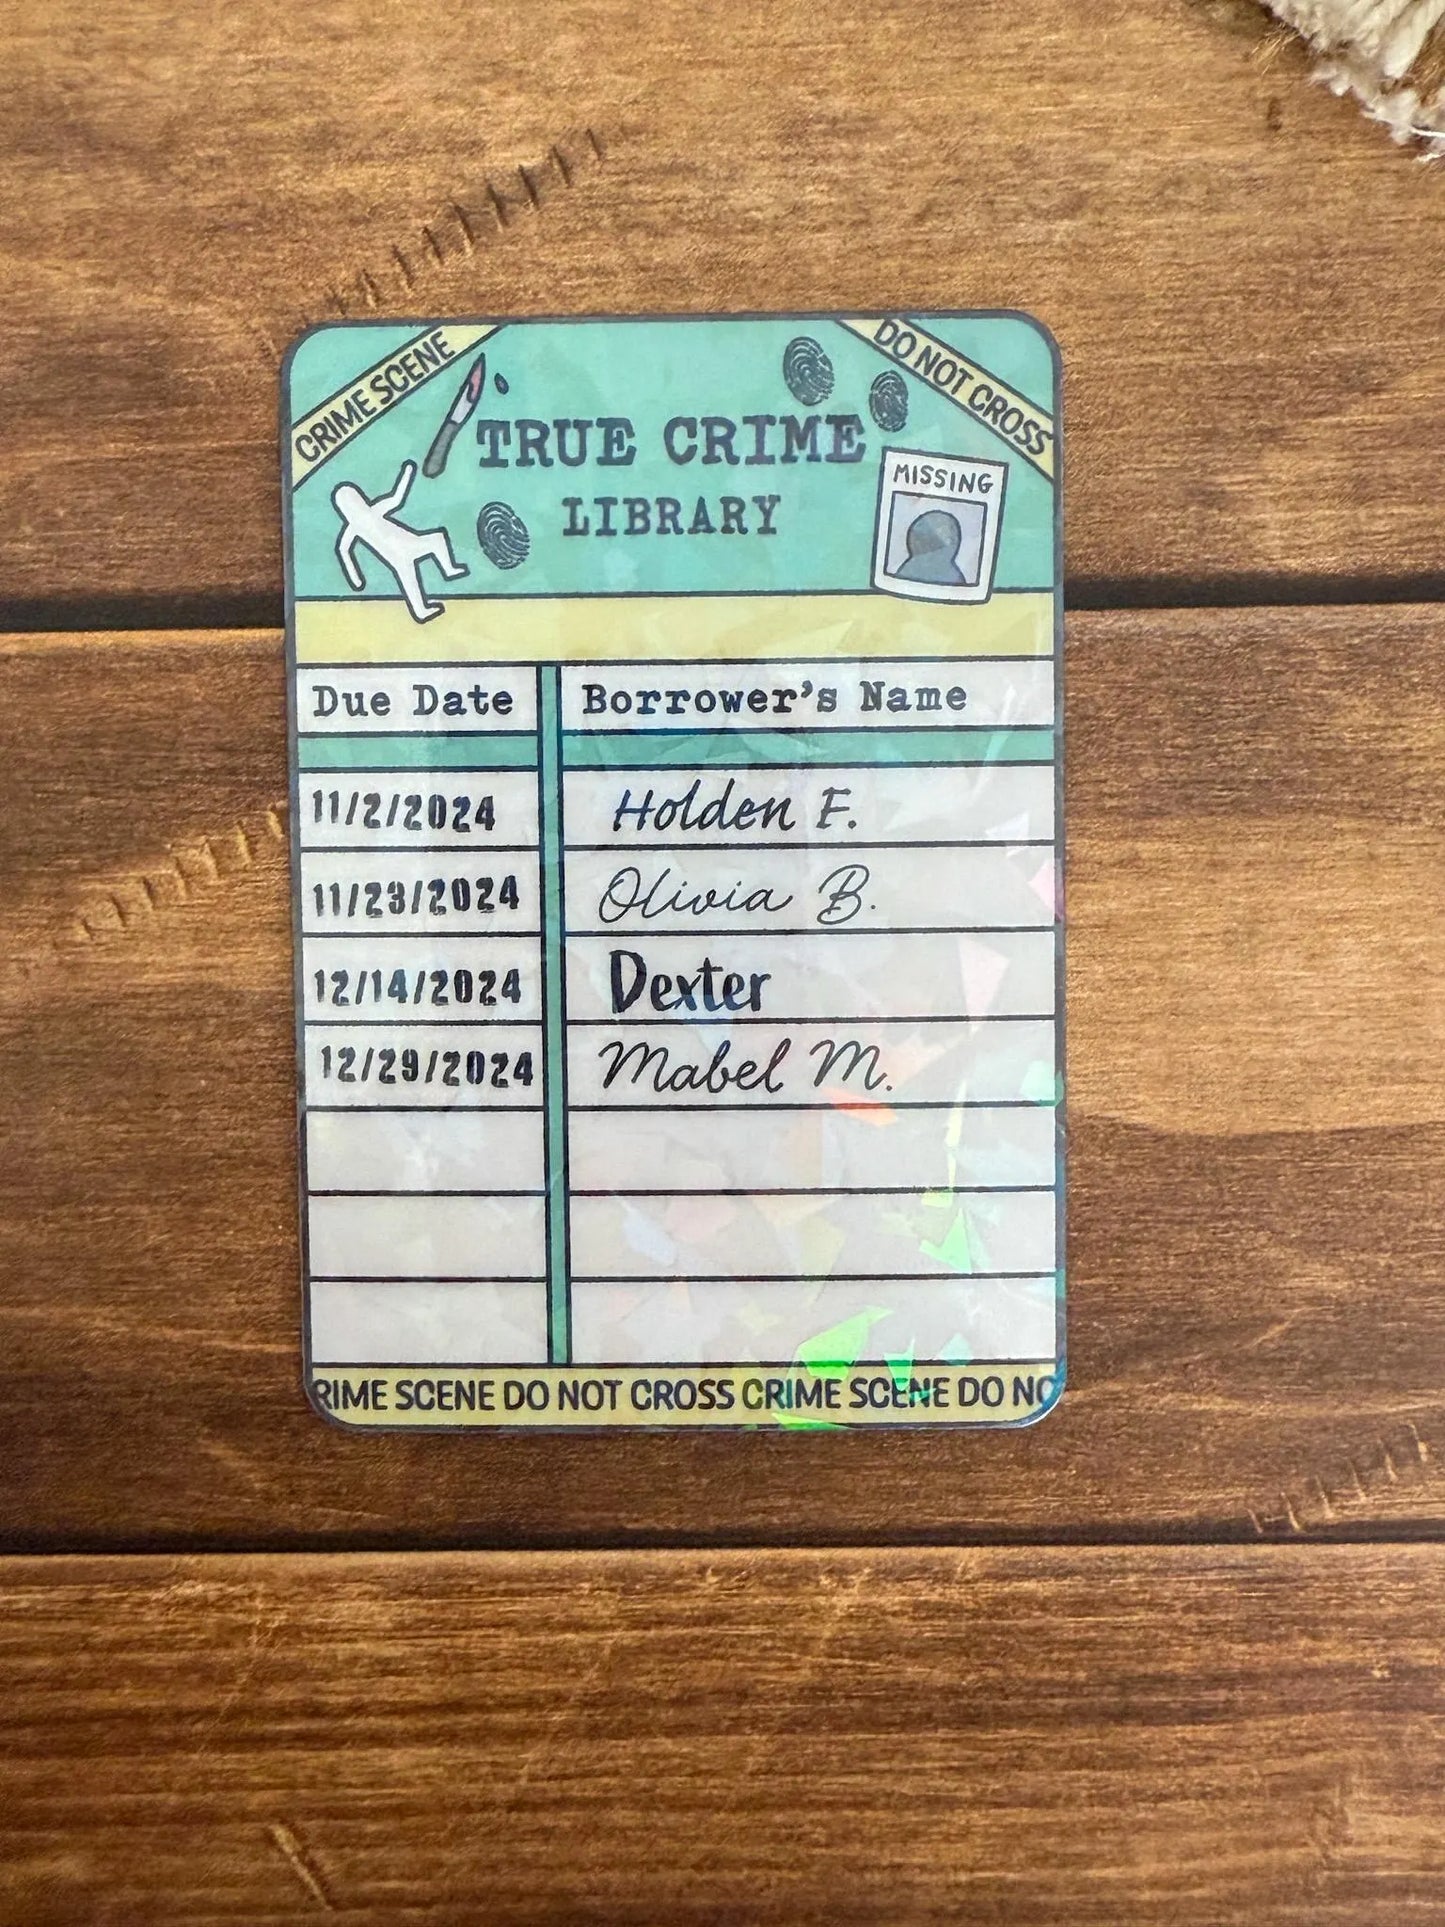 CRIME SCENE
DO NOT CROSS
TRUE CRIME
LIBRARY
MISSING
Due Date Borrower's Name
11/2/2024 Holden F.
11/23/2024 Olivia B.
12/14/2024 Dexter
12/29/2024 Mabel M.
RIME SCENE DO NOT CROSS CRIME SCENE DO NO